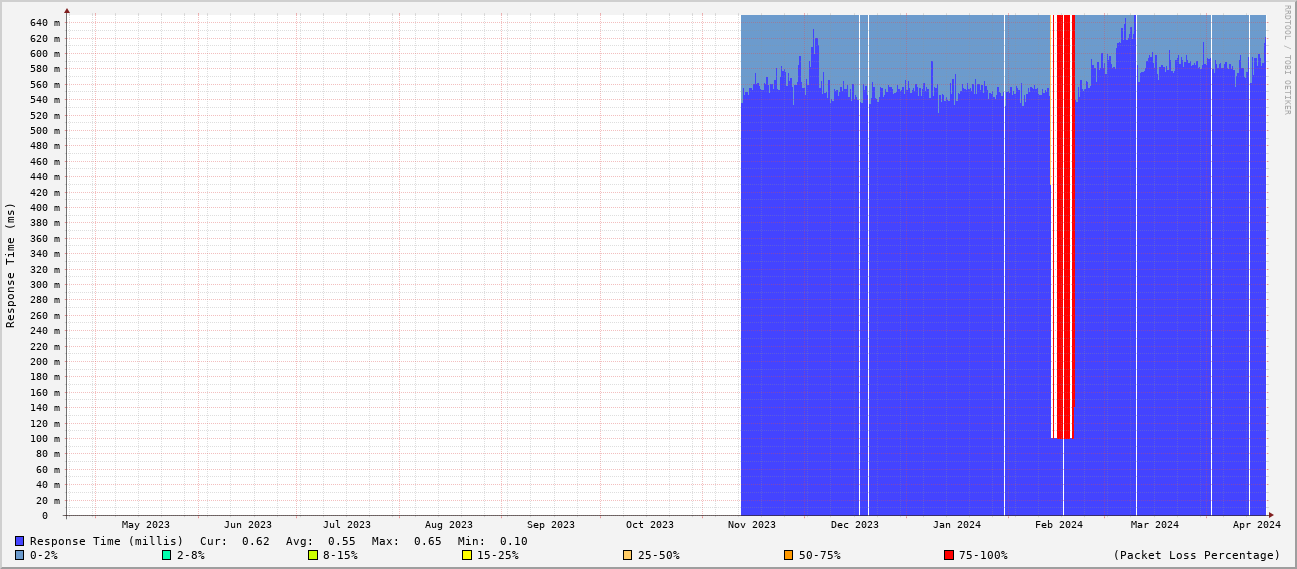 640 m
620 m
600 m
580 m
560 m
540 m
520 m
500 m
480 m
460 m
440 m
420 m
400 m
380 m
360 m
340 m
320 m
300 m
280 m
260 m
240 m
220 m
200 m
180 m
160 m
140 m
120 m
100 m
80 m
60 m
40 m
20 m
0
Response Time (ms)
RRDTOOL / TOBI OETIKER
May 2023 Jun 2023 Jul 2023 Aug 2023 Sep 2023 Oct 2023 Nov 2023 Dec 2023 Jan 2024 Feb 2024 Mar 2024 Apr 2024
Response Time (millis) Cur: 0.62 Avg: 0.55 Max: 0.65 Min: 0.10
0-2% 2-8% 8-15% 15-25% 25-50% 50-75% 75-100% (Packet Loss Percentage)